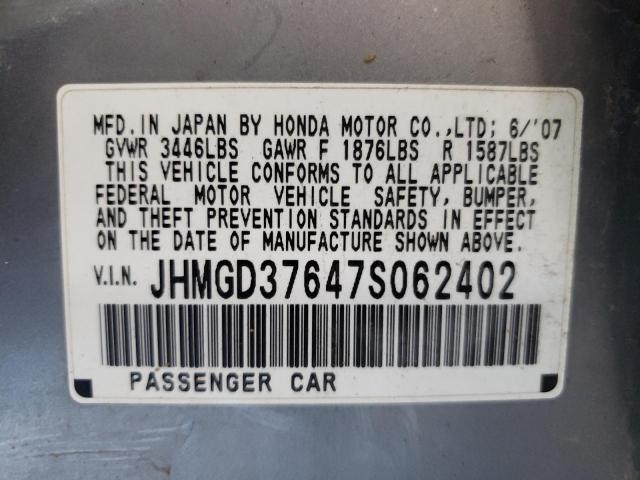 MFD.IN JAPAN BY HONDA MOTOR CO.,LTD; 6/'07
GVWR 3446LBS GAWR F 1876LBS R 1587LBS
THIS VEHICLE CONFORMS TO ALL APPLICABLE
FEDERAL MOTOR VEHICLE SAFETY, BUMPER,
AND THEFT PREVENTION STANDARDS IN EFFECT
ON THE DATE OF MANUFACTURE SHOWN ABOVE.
V.I.N. JHMGD37647S062402
PASSENGER CAR